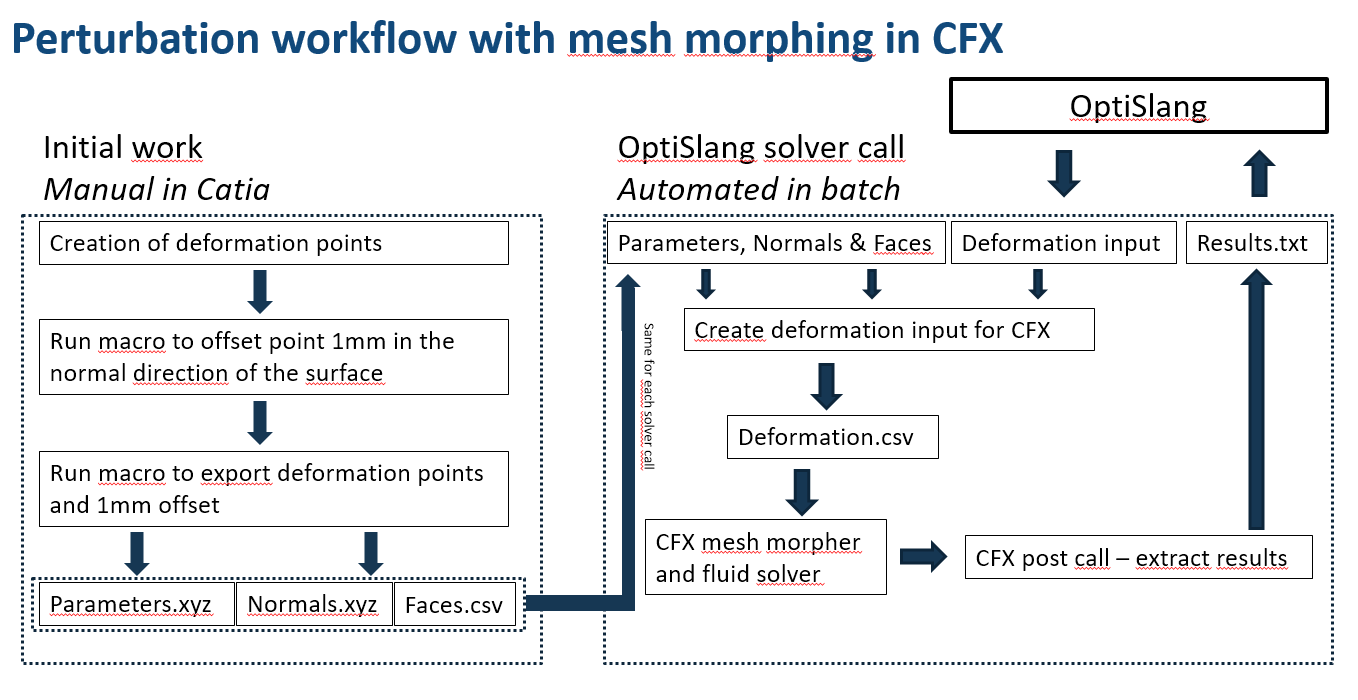 Perturbation workflow with mesh morphing in CFX
OptiSlang
Initial work
Manual in Catia
OptiSlang solver call
Automated in batch
Creation of deformation points
Run macro to offset point 1mm in the
normal direction of the surface
Run macro to export deformation points
and 1mm offset
Parameters.xyz
Normals.xyz
Faces.csv
Same for each solver call
Parameters, Normals & Faces
Deformation input
Results.txt
Create deformation input for CFX
Deformation.csv
CFX mesh morpher
and fluid solver
CFX post call – extract results